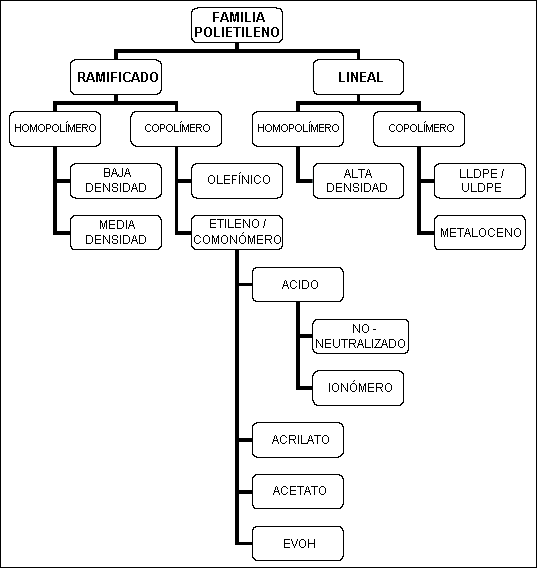 FAMILIA
POLIETILENO
RAMIFICADO
LINEAL
HOMOPOLÍMERO
COPOLÍMERO
HOMOPOLÍMERO
COPOLÍMERO
BAJA
DENSIDAD
OLEFÍNICO
ALTA
DENSIDAD
LLDPE /
ULDPE
MEDIA
DENSIDAD
ETILENO /
COMONÓMERO
METALOCENO
ACIDO
NO -
NEUTRALIZADO
IONÓMERO
ACRILATO
ACETATO
EVOH